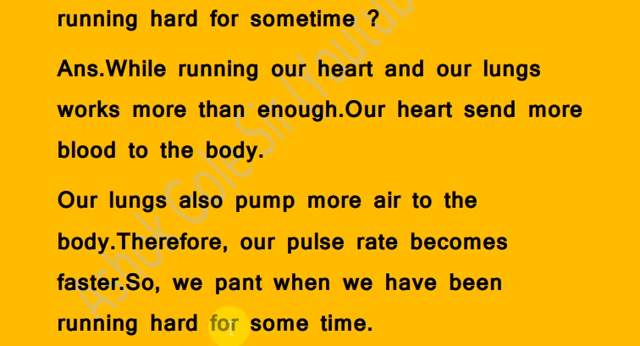 running hard for sometime ?
Ans.While running our heart and our lungs
works more than enough.Our heart send more
blood to the body.
Our lungs also pump more air to the
body.Therefore, our pulse rate becomes
faster.So, we pant when we have been
running hard for some time.